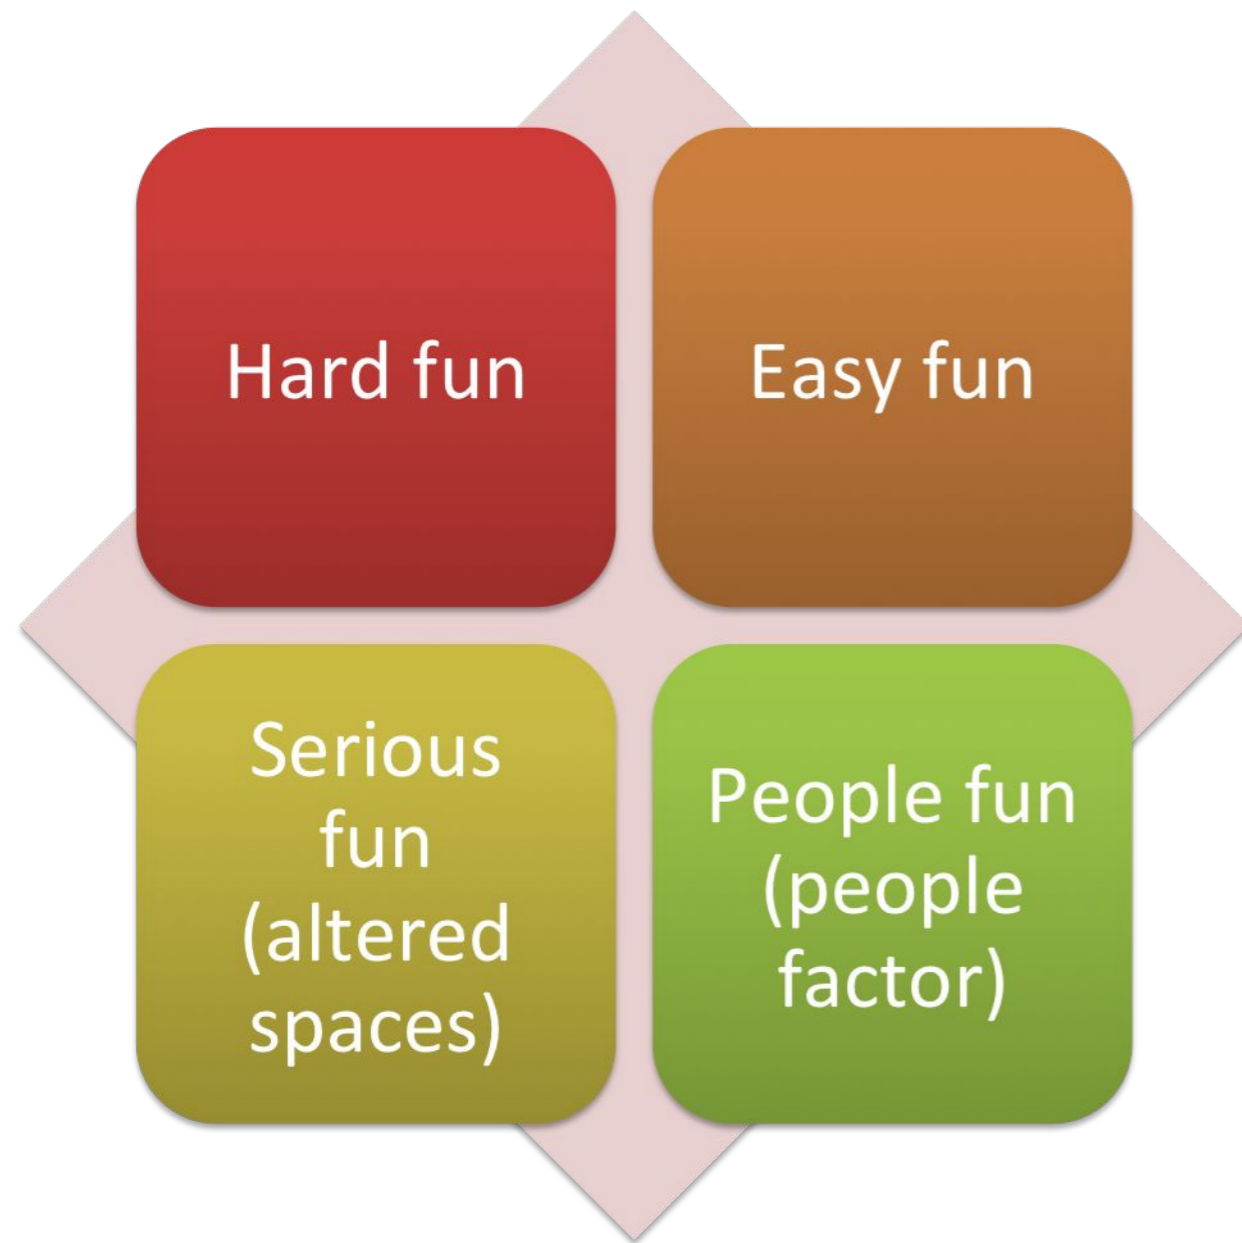 Hard fun
Easy fun
Serious
fun
(altered
spaces)
People fun
(people
factor)